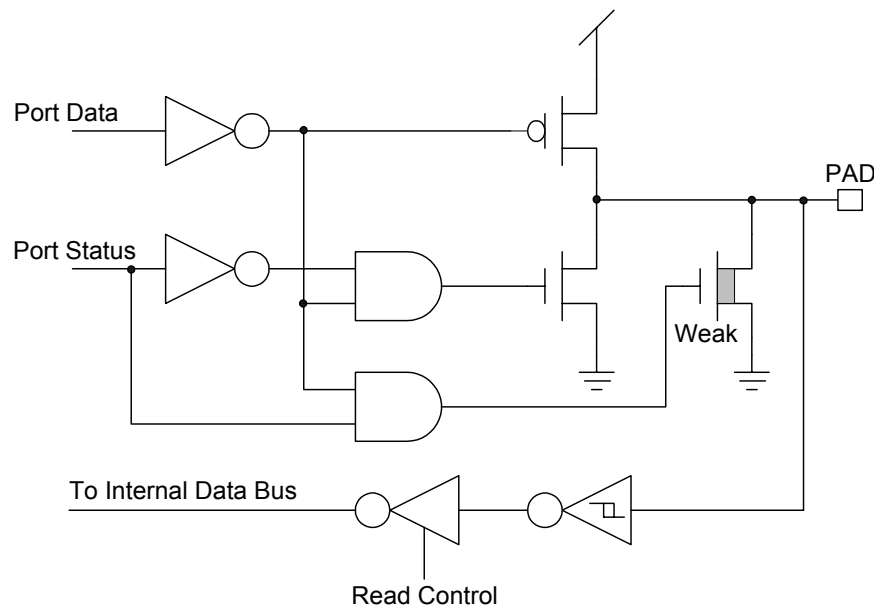 Port Data
PAD
Port Status
Weak
To Internal Data Bus
Read Control